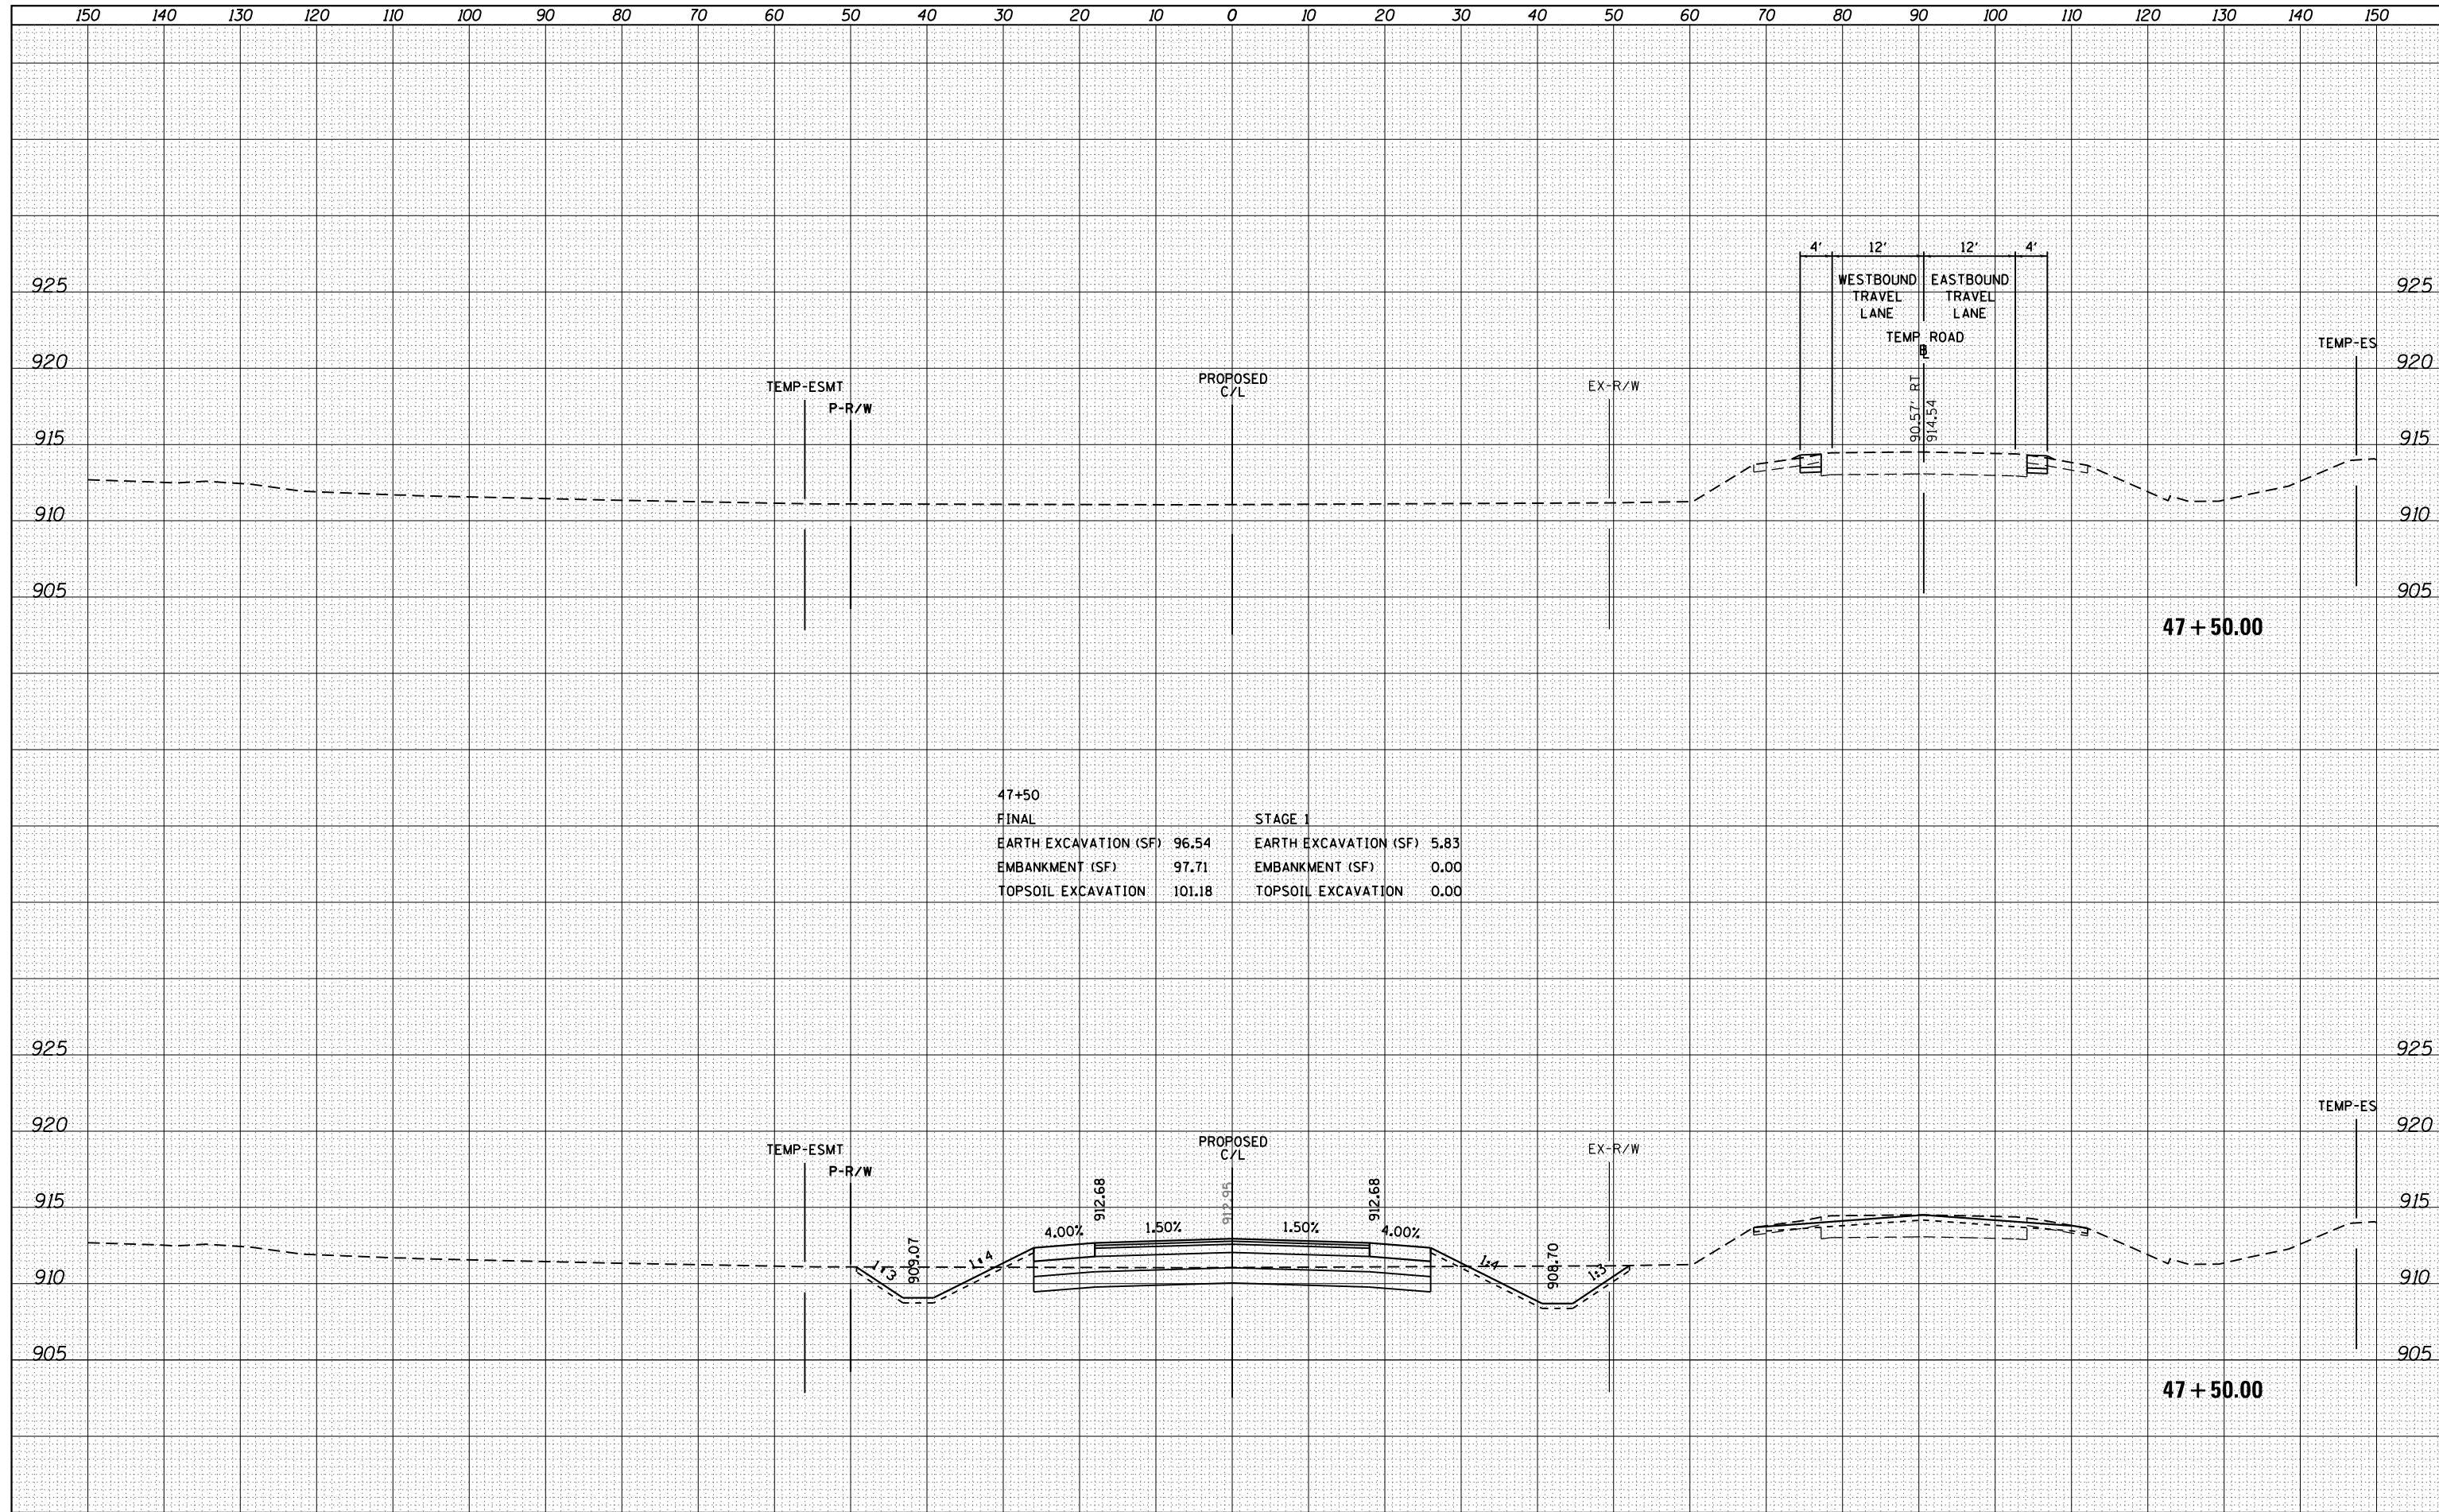 150 140 130 120 110 100 90 80 70 60 50 40 30 20 10 0 10 20 30 40 50 60 70 80 90 100 110 120 130 140 150
4' 12' 12' 4'
WESTBOUND TRAVEL LANE
EASTBOUND TRAVEL LANE
TEMP ROAD
BL
90.57' RT
914.54
TEMP-ESMT
P-R/W
PROPOSED
C/L
EX-R/W
TEMP-ES
925 925
920 920
915 915
910 910
905 905
47+50.00
47+50
FINAL STAGE 1
EARTH EXCAVATION (SF) 96.54 EARTH EXCAVATION (SF) 5.83
EMBANKMENT (SF) 97.71 EMBANKMENT (SF) 0.00
TOPSOIL EXCAVATION 101.18 TOPSOIL EXCAVATION 0.00
925 925
920 920
915 915
910 910
905 905
TEMP-ESMT
P-R/W
PROPOSED
C/L
EX-R/W
TEMP-ES
912.68 912.95 912.68
4.00% 1.50% 1.50% 4.00%
1:3 909.07 1:4 1:4 908.70 1:3
47+50.00